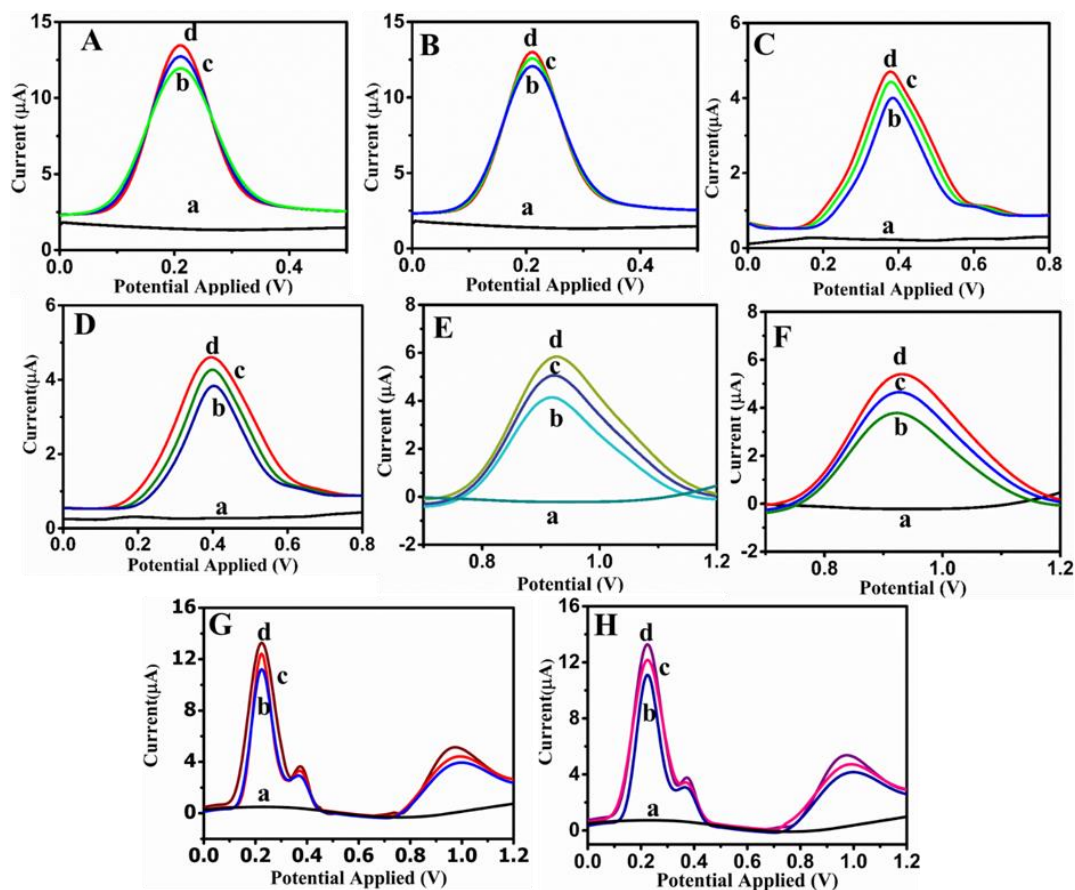 A
d
c
b
a
Current (μA)
15
10
5
0
0.0 0.2 0.4
Potential Applied (V)
B
d
c
b
a
Current (μA)
15
10
5
0
0.0 0.2 0.4
Potential Applied (V)
C
d
c
b
a
Current(μA)
6
4
2
0
0.0 0.2 0.4 0.6 0.8
Potential Applied (V)
D
d
c
b
a
Current(μA)
6
4
2
0
0.0 0.2 0.4 0.6 0.8
Potential Applied (V)
E
d
c
b
a
Current (μA)
8
6
4
2
0
-2
0.8 1.0 1.2
Potential (V)
F
d
c
b
a
Current (μA)
8
6
4
2
0
-2
0.8 1.0 1.2
Potential (V)
G
d
c
b
a
Current(μA)
16
12
8
4
0
0.0 0.2 0.4 0.6 0.8 1.0 1.2
Potential Applied (V)
H
d
c
b
a
Current(μA)
16
12
8
4
0
0.0 0.2 0.4 0.6 0.8 1.0 1.2
Potential Applied (V)